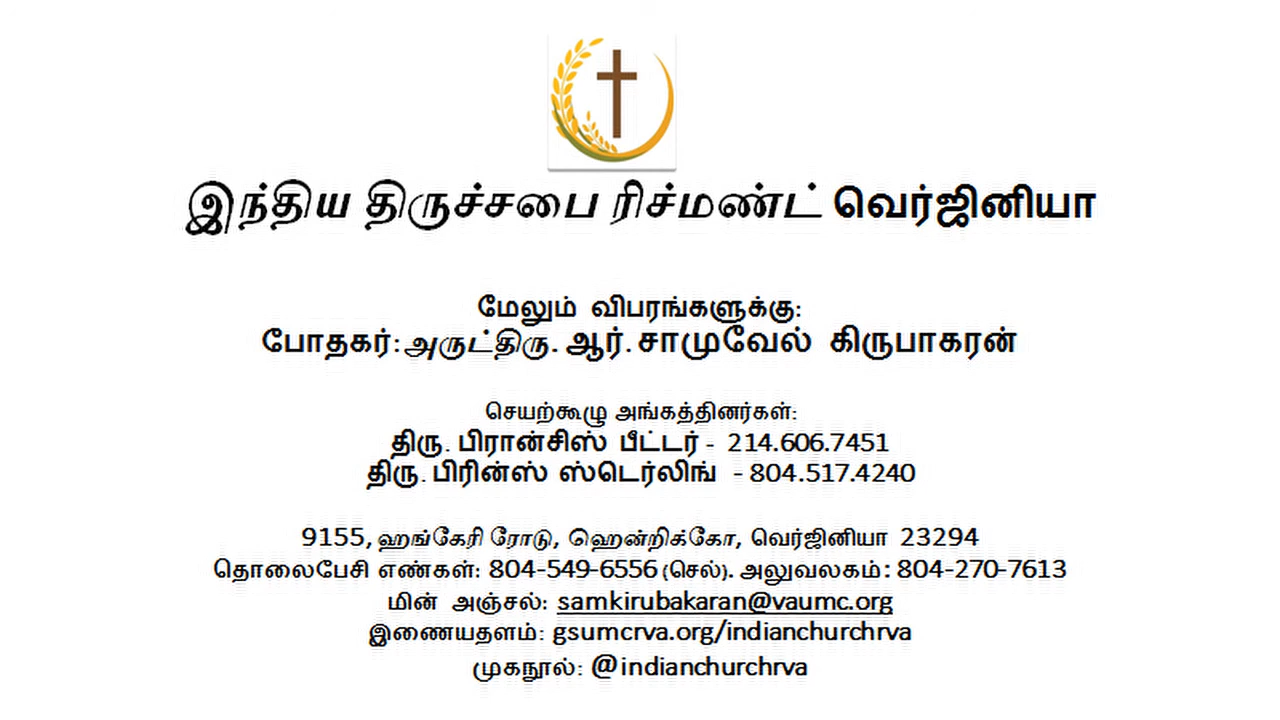 இந்திய திருச்சபை ரிச்மண்ட் வெர்ஜினியா
மேலும் விபரங்களுக்கு:
போதகர்: அருட்திரு. ஆர். சாமுவேல் கிருபாகரன்
செயற்கூழு அங்கத்தினர்கள்:
திரு. பிரான்சிஸ் பீட்டர் - 214.606.7451
திரு. பிரின்ஸ் ஸ்டெர்லிங் - 804.517.4240
9155, ஹங்கேரி ரோடு, ஹென்றிக்கோ, வெர்ஜினியா 23294
தொலைபேசி எண்கள்: 804-549-6556 (செல்). அலுவலகம்: 804-270-7613
மின் அஞ்சல்: samkirubakaran@vaumc.org
இணையதளம்: gsumcrva.org/indianchurchrva
முகநூல்: @indianchurchrva